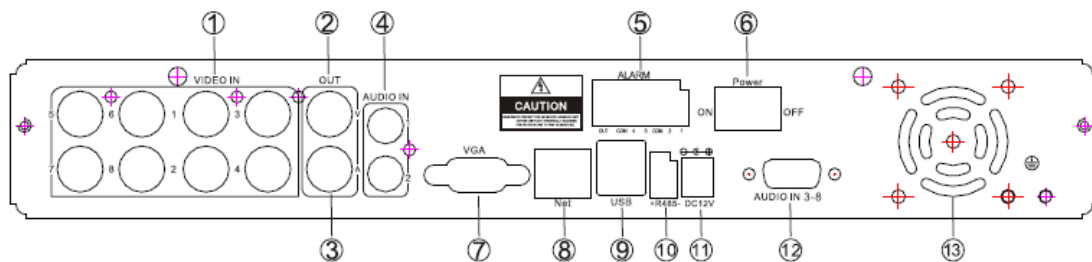 ① ② ④ ⑤ ⑥
VIDEO IN OUT AUDIO IN ALARM Power
5 6 1 3 V 1
CAUTION
ON OFF
OUT COM 4 3 COM 2 1
7 8 2 4 A 2
VGA
Net USB +R485- DC12V AUDIO IN 3-8
③ ⑦ ⑧ ⑨ ⑩ ⑪ ⑫ ⑬